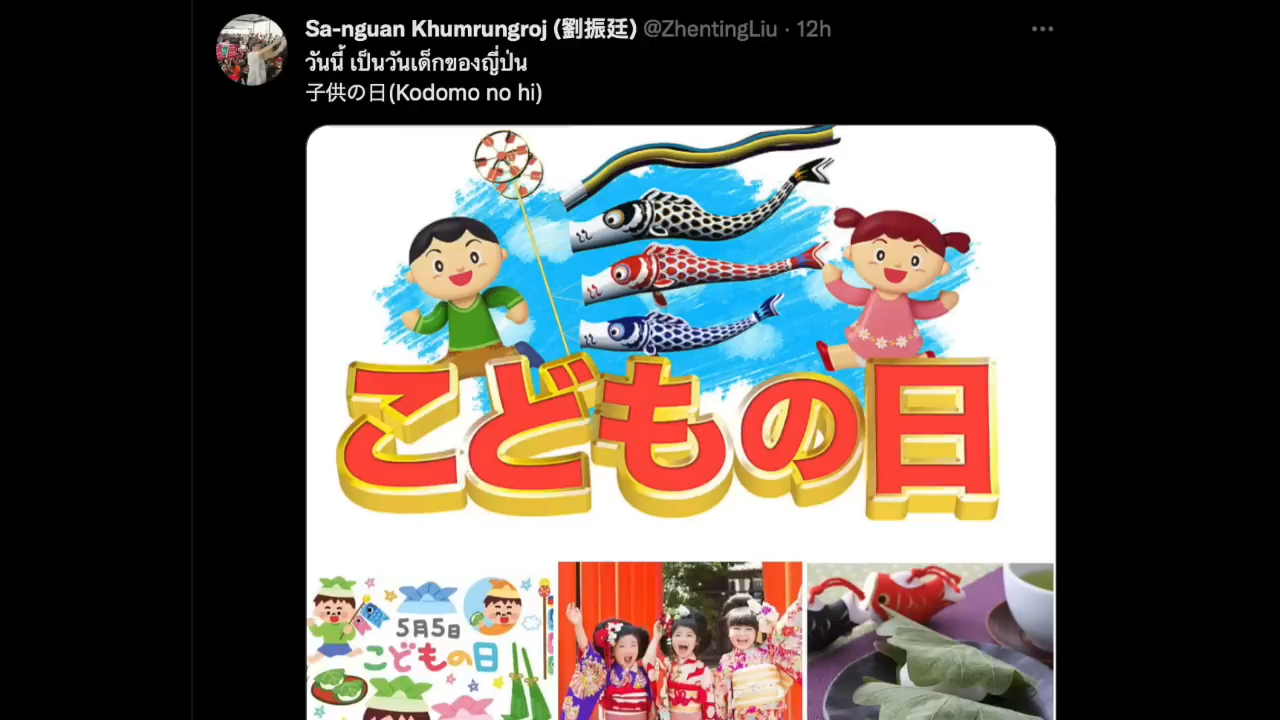 Sa-nguan Khumrungroj (劉振廷) @ZhentingLiu · 12h
วันนี้ เป็นวันเด็กของญี่ปุ่น
子供の日(Kodomo no hi)
こどもの日
5月5日
こどもの日